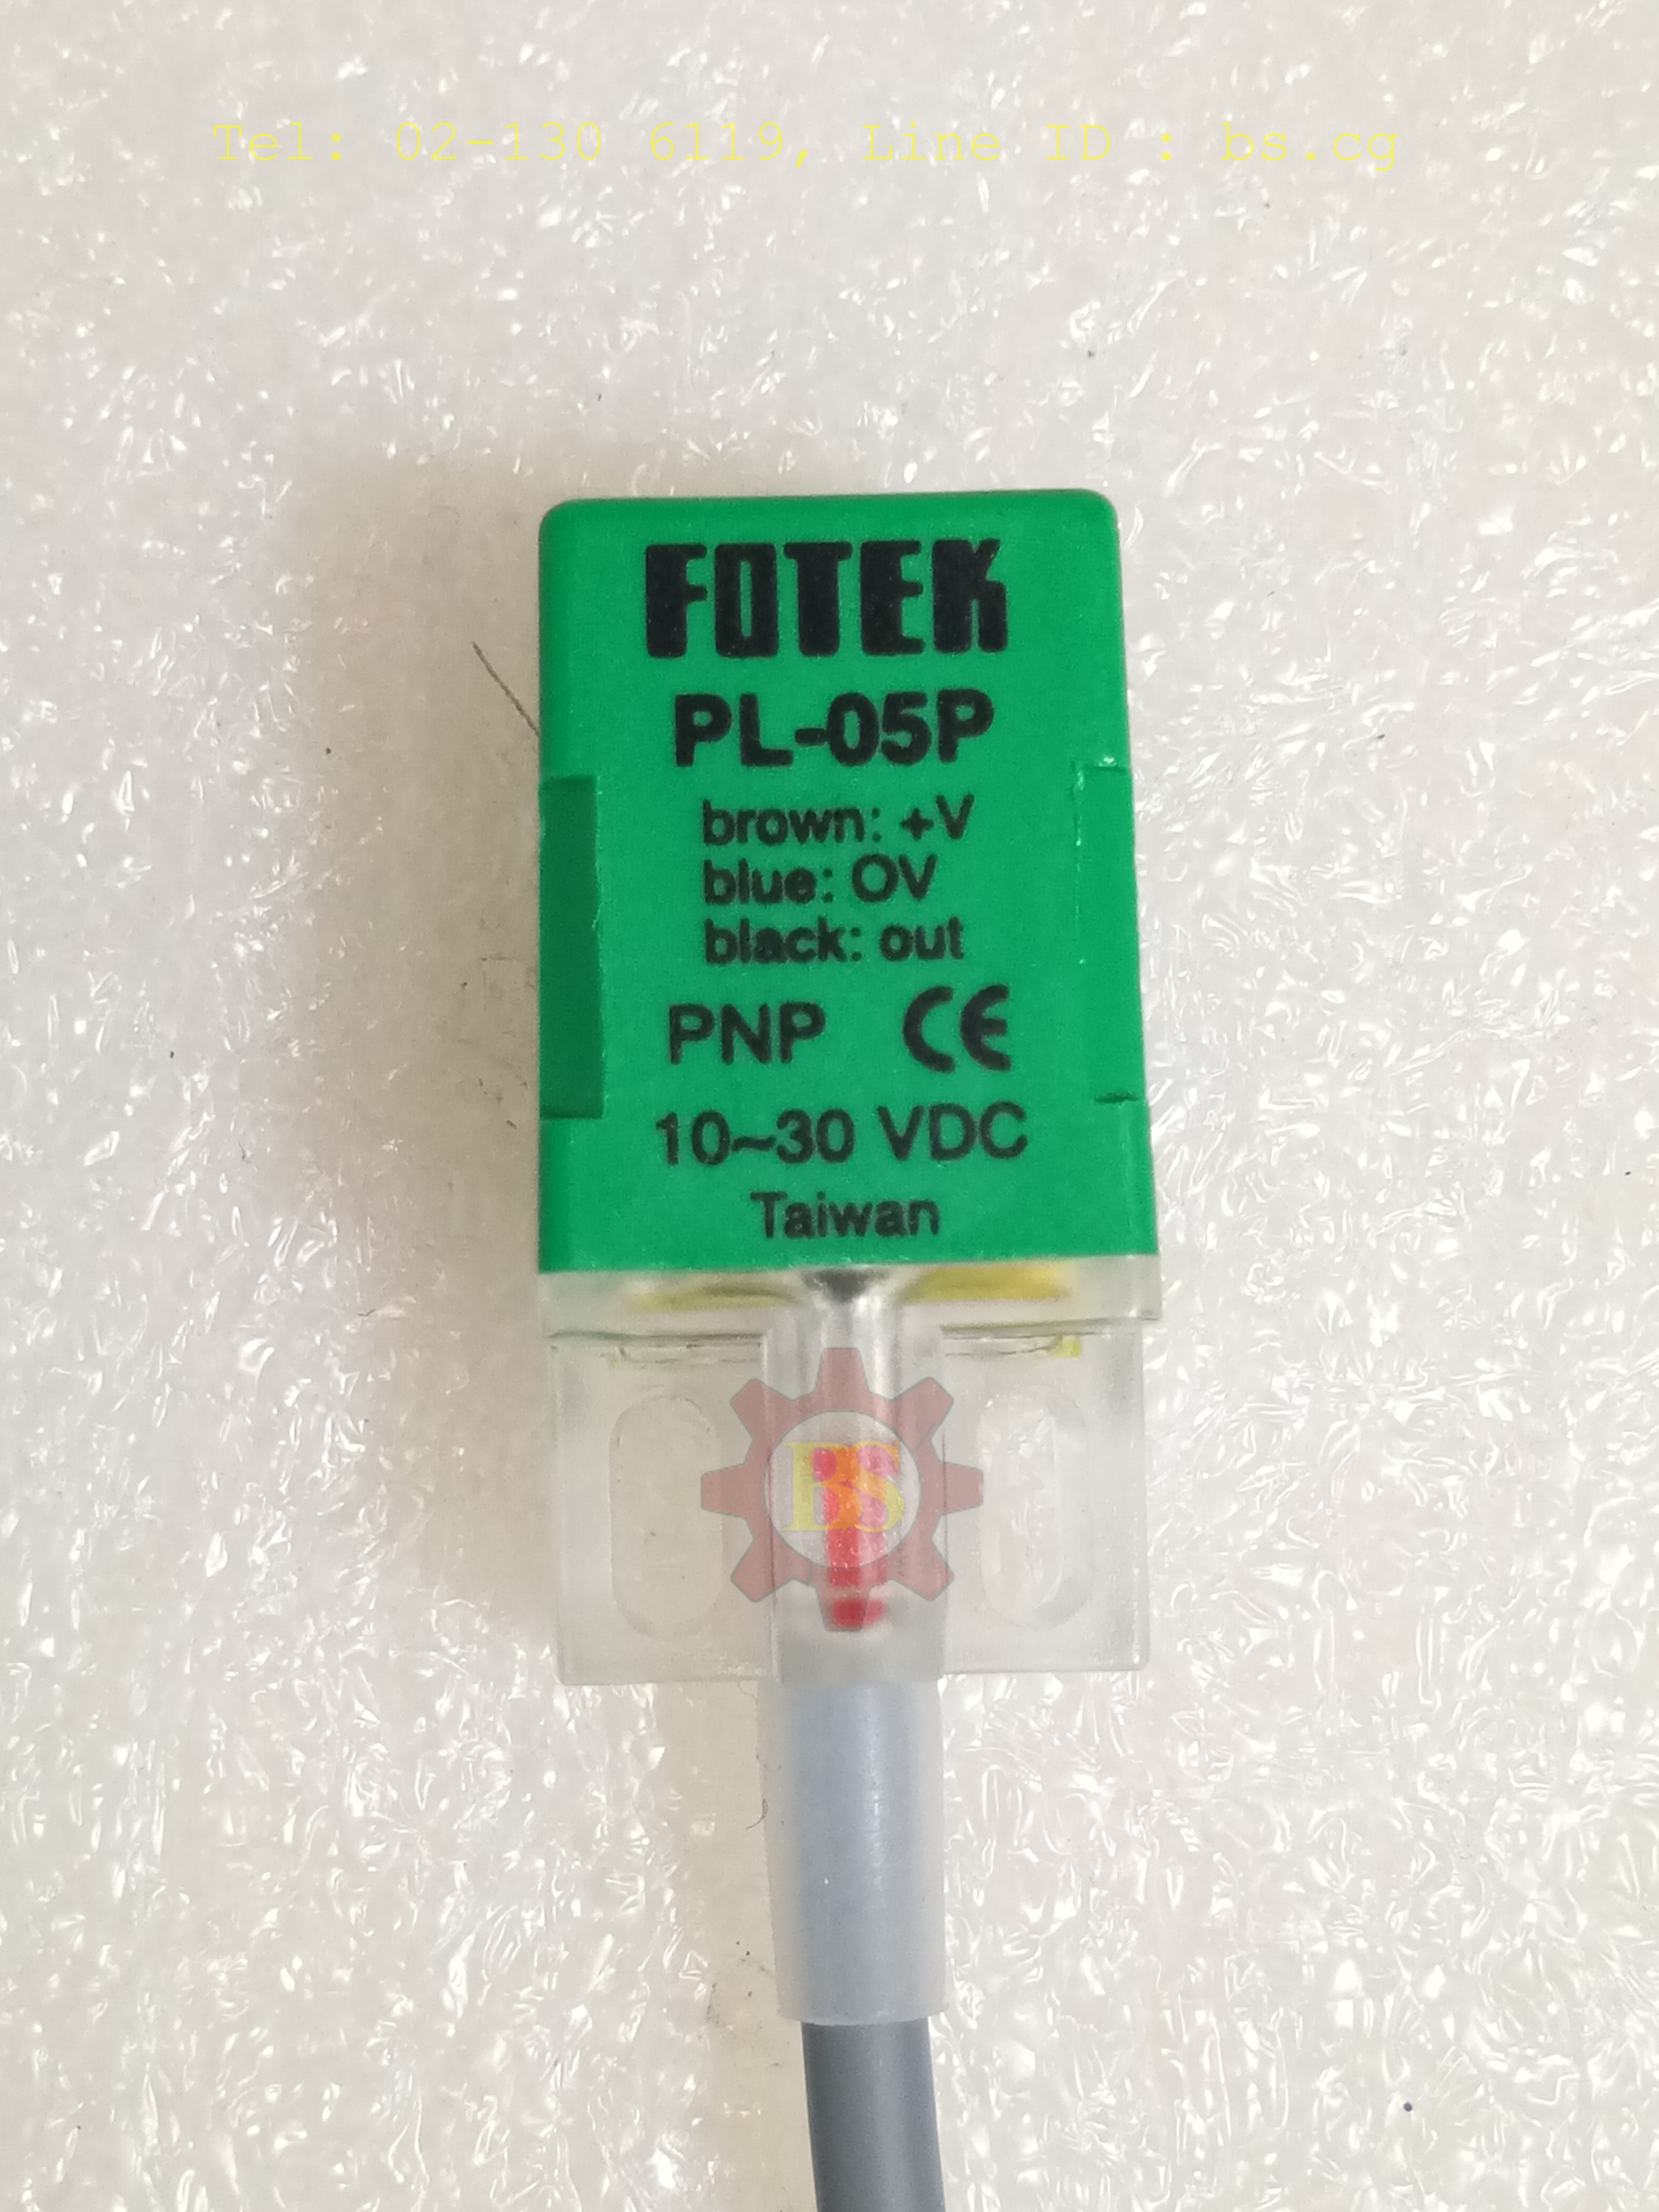 Tel: 02-130 6119, Line ID : bs.cg
FOTEK
PL-05P
brown: +V
blue: OV
black: out
PNP CE
10~30 VDC
Taiwan
BS